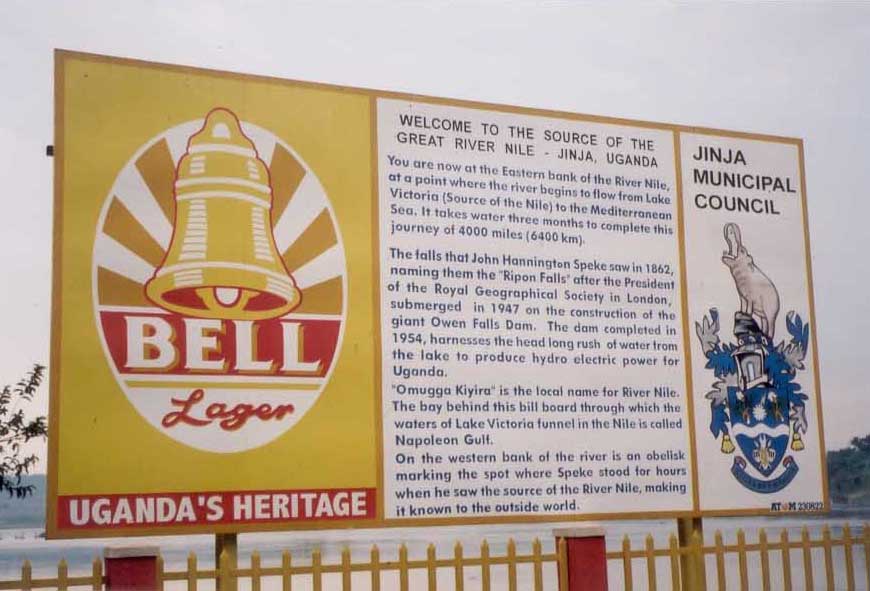 BELL
Lager
UGANDA'S HERITAGE
WELCOME TO THE SOURCE OF THE
GREAT RIVER NILE - JINJA, UGANDA
You are now at the Eastern bank of the River Nile,
at a point where the river begins to flow from Lake
Victoria (Source of the Nile) to the Mediterranean
Sea. It takes water three months to complete this
journey of 4000 miles (6400 km).
The falls that John Hannington Speke saw in 1862,
naming them the "Ripon Falls" after the President
of the Royal Geographical Society in London,
submerged in 1947 on the construction of the
giant Owen Falls Dam. The dam completed in
1954, harnesses the head long rush of water from
the lake to produce hydro electric power for
Uganda.
"Omugga Kiyira" is the local name for River Nile.
The bay behind this bill board through which the
waters of Lake Victoria funnel in the Nile is called
Napoleon Gulf.
On the western bank of the river is an obelisk
marking the spot where Speke stood for hours
when he saw the source of the River Nile, making
it known to the outside world.
JINJA
MUNICIPAL
COUNCIL
230822